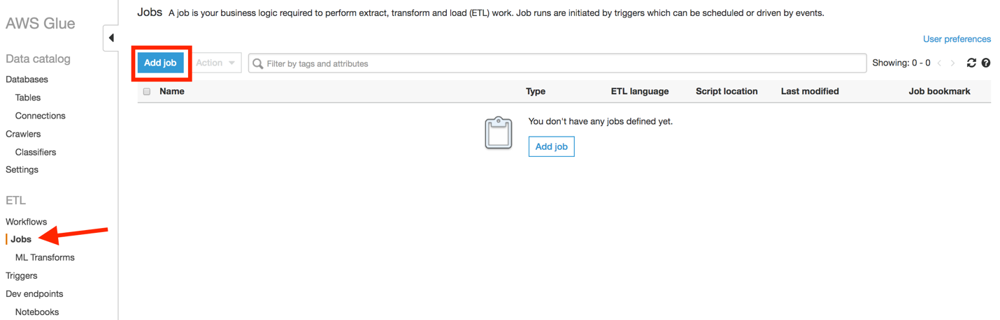 AWS Glue
Data catalog
Databases
Tables
Connections
Crawlers
Classifiers
Settings
ETL
Workflows
Jobs
ML Transforms
Triggers
Dev endpoints
Notebooks
Jobs A job is your business logic required to perform extract, transform and load (ETL) work. Job runs are initiated by triggers which can be scheduled or driven by events.
User preferences
Add job Action Filter by tags and attributes Showing: 0 - 0
Name Type ETL language Script location Last modified Job bookmark
You don't have any jobs defined yet.
Add job